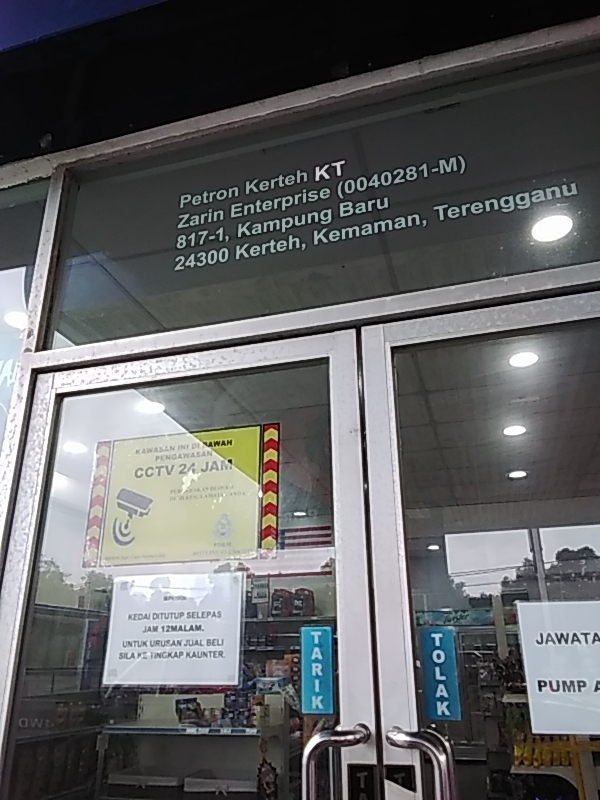 Petron Kerteh KT
Zarin Enterprise (0040281-M)
817-1, Kampung Baru
24300 Kerteh, Kemaman, Terengganu
KAWASAN INI DI BAWAH
PENGAWASAN
CCTV 24 JAM
KEDAI DITUTUP SELEPAS
JAM 12MALAM.
UNTUK URUSAN JUAL BELI
SILA KE TINGKAP KAUNTER.
TARIK
TOLAK
JAWATA
PUMP A